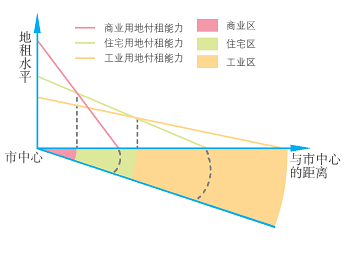 地租水平
商业用地付租能力
住宅用地付租能力
工业用地付租能力
商业区
住宅区
工业区
市中心
与市中心
的距离